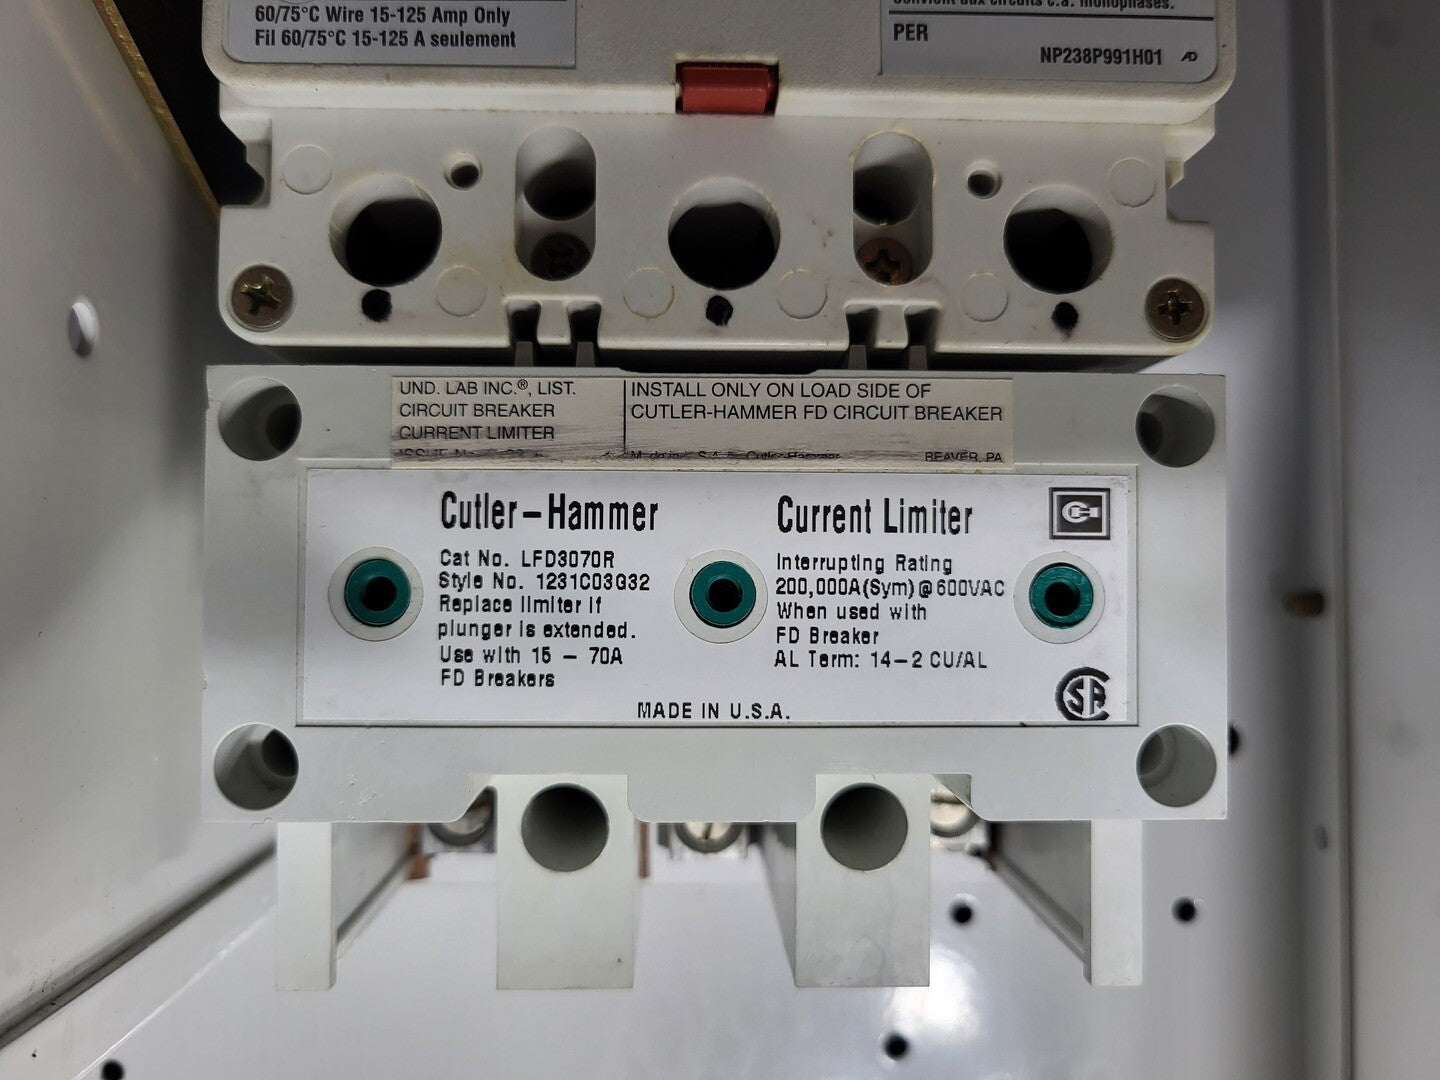 60/75°C Wire 15-125 Amp Only
Fil 60/75°C 15-125 A seulement
Convient aux circuits c.a. monophasés.
PER
NP238P991H01
UND. LAB INC.®, LIST.
CIRCUIT BREAKER
CURRENT LIMITER
INSTALL ONLY ON LOAD SIDE OF
CUTLER-HAMMER FD CIRCUIT BREAKER
BEAVER, PA
Cutler-Hammer
Cat No. LFD3070R
Style No. 1231C03G32
Replace limiter if
plunger is extended.
Use with 15 - 70A
FD Breakers
Current Limiter
Interrupting Rating
200,000A(Sym)@600VAC
When used with
FD Breaker
AL Term: 14-2 CU/AL
MADE IN U.S.A.